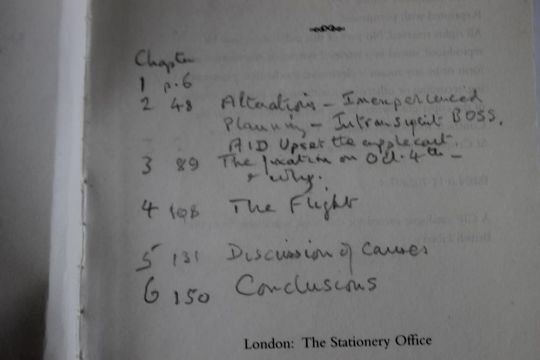 Chapter
1 p.6
2 48 Alterations – Inexperienced
Planning – Intransigent BOSS.
AID Upset the applecart.
3 89 The fixation on Oct. 4th –
& why.
4 108 The Flight
5 131 Discussion of Causes
6 150 Conclusions
London: The Stationery Office